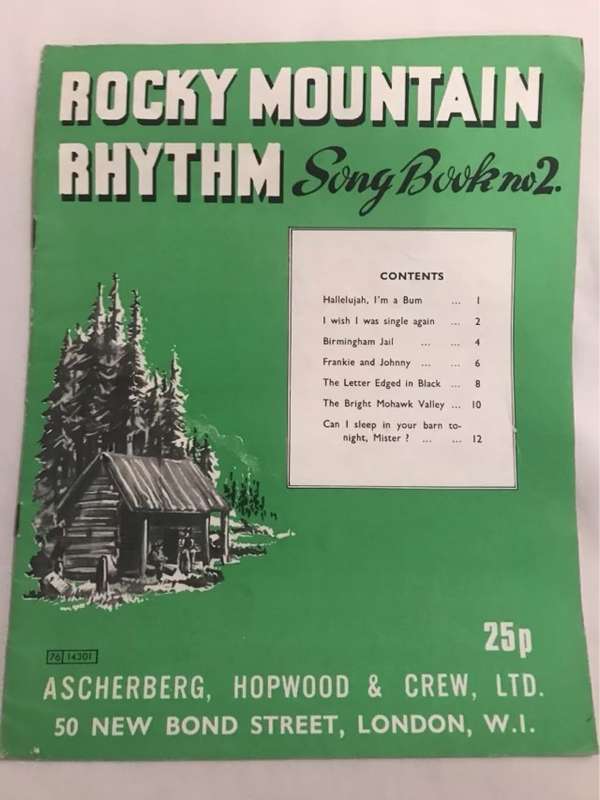 ROCKY MOUNTAIN
RHYTHM Song Book no 2.
CONTENTS
Hallelujah, I'm a Bum ... 1
I wish I was single again ... 2
Birmingham Jail ... ... 4
Frankie and Johnny ... ... 6
The Letter Edged in Black ... 8
The Bright Mohawk Valley ... 10
Can I sleep in your barn to-
night, Mister ? ... ... 12
25p
76 14301
ASCHERBERG, HOPWOOD & CREW, LTD.
50 NEW BOND STREET, LONDON, W.I.